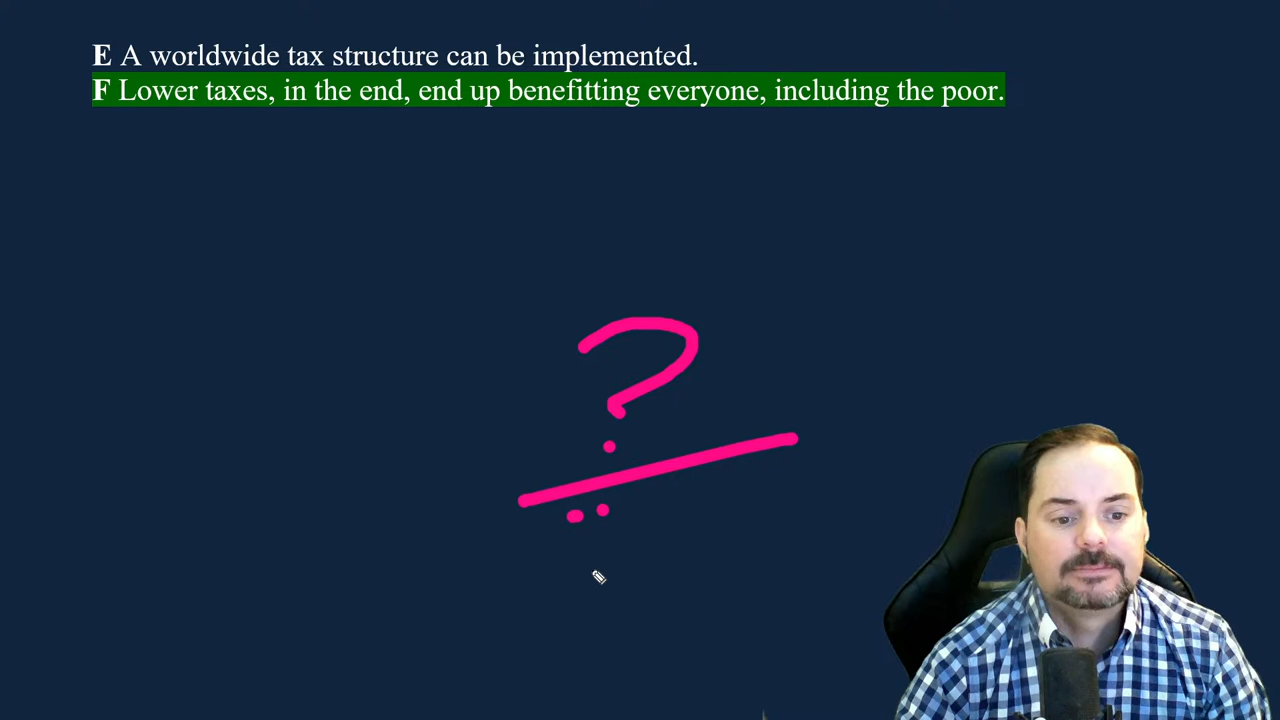 E A worldwide tax structure can be implemented.
F Lower taxes, in the end, end up benefitting everyone, including the poor.
?